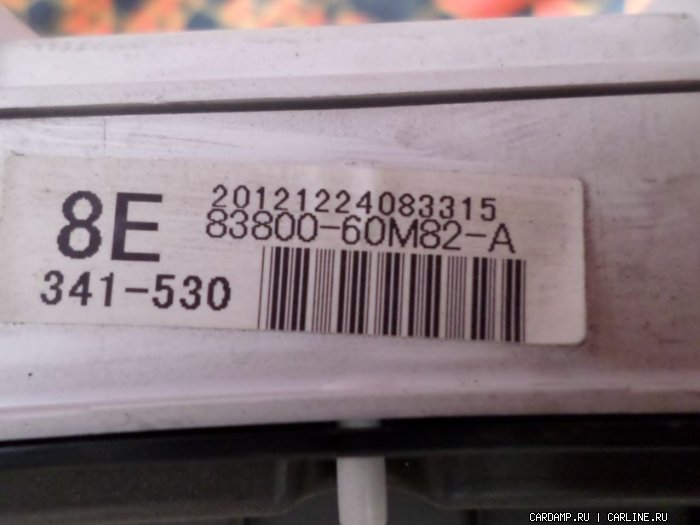 8E
20121224083315
83800-60M82-A
341-530
CARDAMP.RU | CARLINE.RU